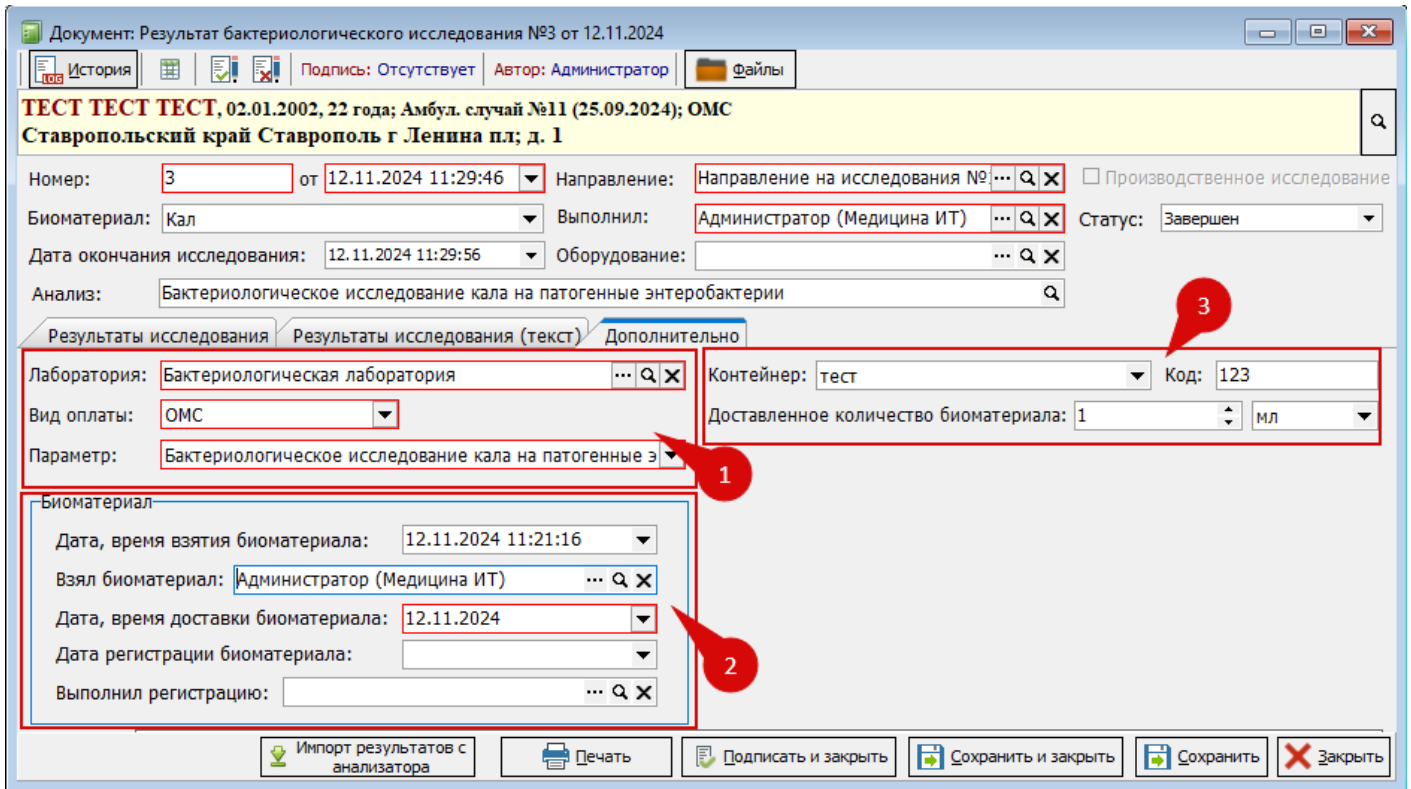 Документ: Результат бактериологического исследования №3 от 12.11.2024
LOG История Подпись: Отсутствует Автор: Администратор Файлы
ТЕСТ ТЕСТ ТЕСТ, 02.01.2002, 22 года; Амбул. случай №11 (25.09.2024); ОМС
Ставропольский край Ставрополь г Ленина пл; д. 1
Номер: 3 от 12.11.2024 11:29:46 Направление: Направление на исследования № ... Производственное исследование
Биоматериал: Кал Выполнил: Администратор (Медицина ИТ) ... Статус: Завершен
Дата окончания исследования: 12.11.2024 11:29:56 Оборудование: ...
Анализ: Бактериологическое исследование кала на патогенные энтеробактерии
3
Результаты исследования Результаты исследования (текст) Дополнительно
Лаборатория: Бактериологическая лаборатория ... Контейнер: тест Код: 123
Вид оплаты: ОМС Доставленное количество биоматериала: 1 мл
Параметр: Бактериологическое исследование кала на патогенные э
1
Биоматериал
Дата, время взятия биоматериала: 12.11.2024 11:21:16
Взял биоматериал: Администратор (Медицина ИТ) ...
Дата, время доставки биоматериала: 12.11.2024
Дата регистрации биоматериала:
2
Выполнил регистрацию: ...
Импорт результатов с анализатора Печать Подписать и закрыть Сохранить и закрыть Сохранить Закрыть